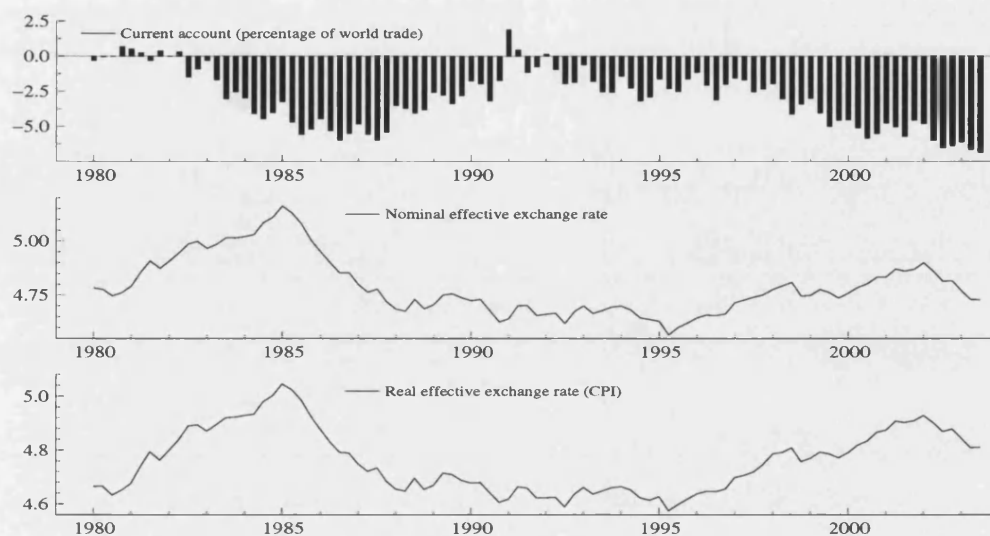 2.5
Current account (percentage of world trade)
0.0
−2.5
−5.0
1980 1985 1990 1995 2000
Nominal effective exchange rate
5.00
4.75
1980 1985 1990 1995 2000
Real effective exchange rate (CPI)
5.0
4.8
4.6
1980 1985 1990 1995 2000